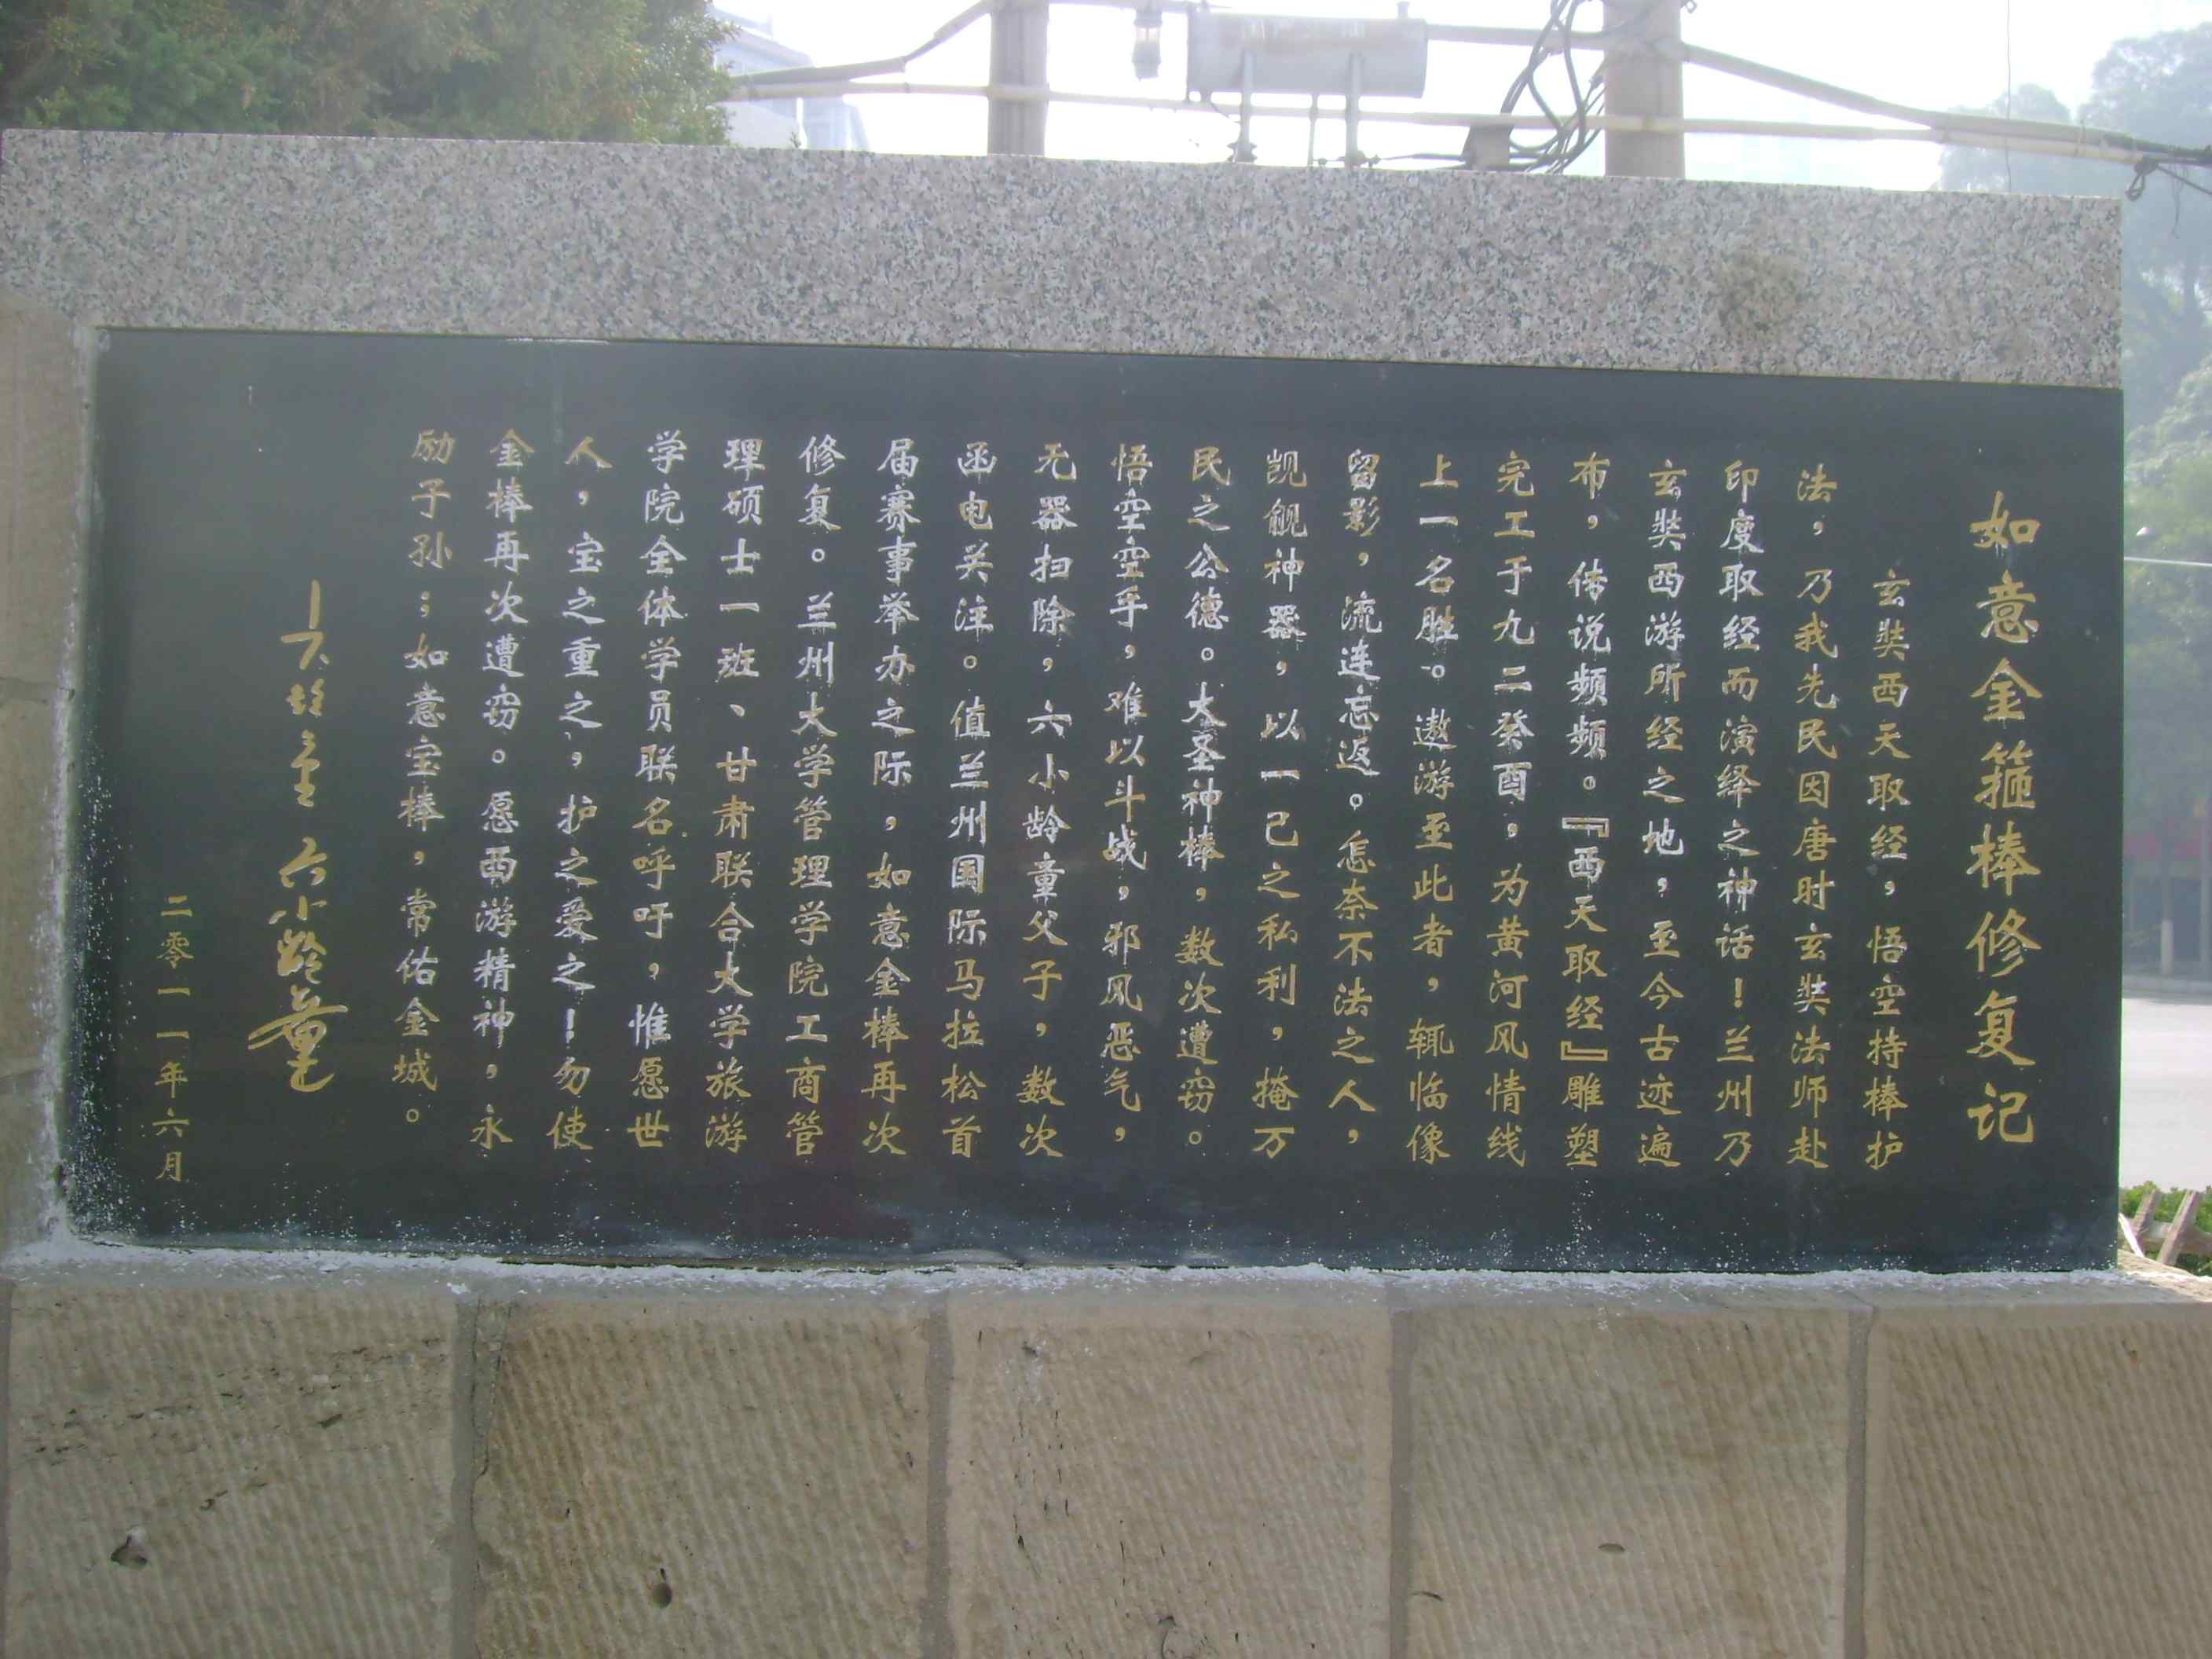 如意金箍棒修复记
玄奘西天取经，悟空持棒护
法，乃我先民因唐时玄奘法师赴
印度取经而演绎之神话！兰州乃
玄奘西游所经之地，至今古迹遍
布，传说频频。『西天取经』雕塑
完工于九二癸酉，为黄河风情线
上一名胜。遨游至此者，辄临像
留影，流连忘返。怎奈不法之人，
觊觎神器，以一己之私利，掩万
民之公德。大圣神棒，数次遭窃。
悟空空手，难以斗战，邪风恶气，
无器扫除，六小龄童父子，数次
函电关注。值兰州国际马拉松首
届赛事举办之际，如意金棒再次
修复。兰州大学管理学院工商管
理硕士一班、甘肃联合大学旅游
学院全体学员联名呼吁，惟愿世
人，宝之重之，护之爱之！勿使
金棒再次遭窃。愿西游精神，永
励子孙；如意宝棒，常佑金城。
六龄童 六小龄童
二零一一年六月